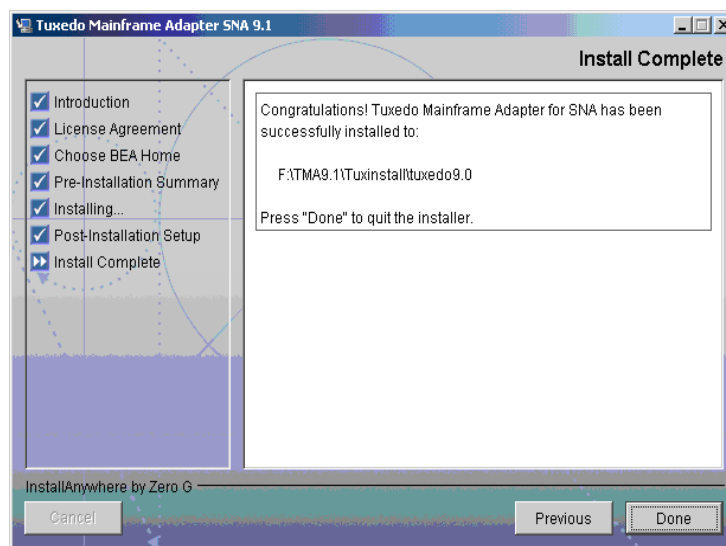 Tuxedo Mainframe Adapter SNA 9.1
Install Complete
Introduction
License Agreement
Choose BEA Home
Pre-Installation Summary
Installing...
Post-Installation Setup
Install Complete
Congratulations! Tuxedo Mainframe Adapter for SNA has been
successfully installed to:
F:\TMA9.1\Tuxinstall\tuxedo9.0
Press "Done" to quit the installer.
InstallAnywhere by Zero G
Cancel
Previous
Done